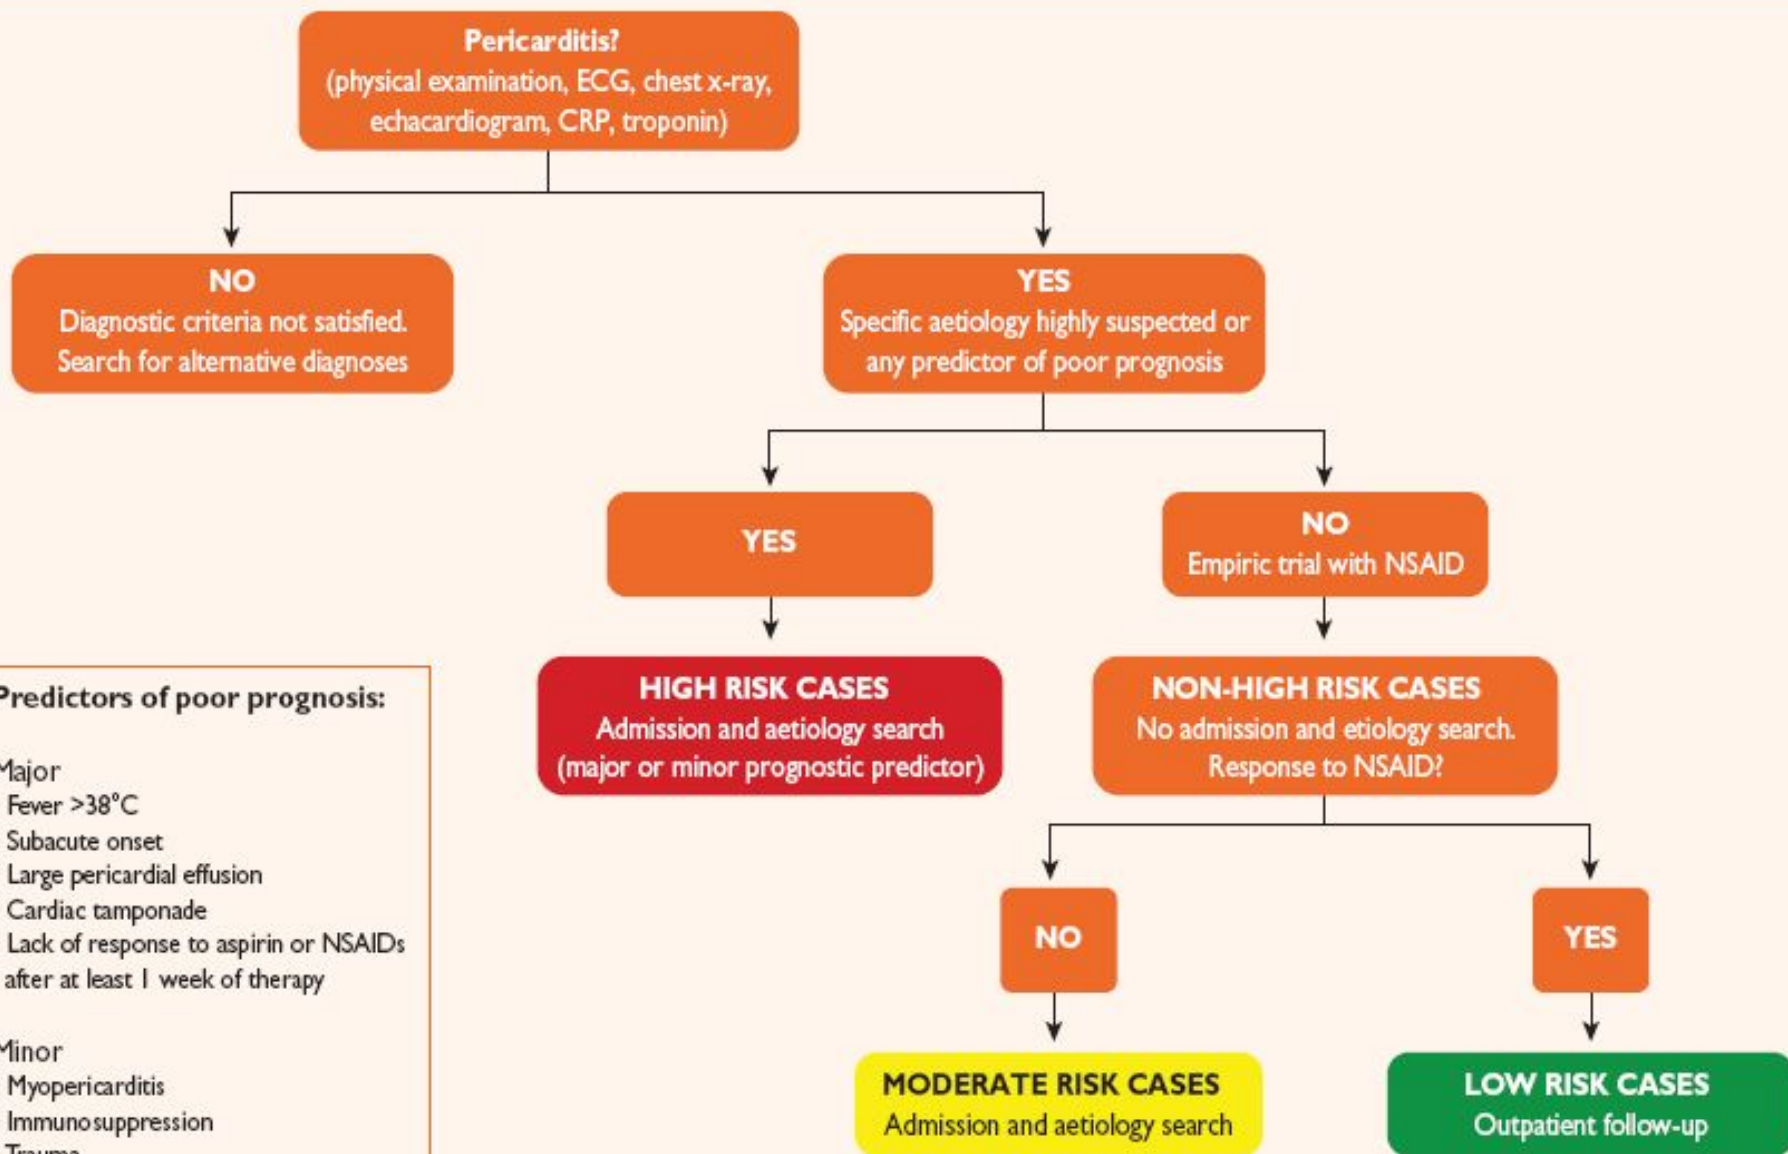 Pericarditis?
(physical examination, ECG, chest x-ray,
echacardiogram, CRP, troponin)
NO
Diagnostic criteria not satisfied.
Search for alternative diagnoses
YES
Specific aetiology highly suspected or
any predictor of poor prognosis
YES
NO
Empiric trial with NSAID
HIGH RISK CASES
Admission and aetiology search
(major or minor prognostic predictor)
NON-HIGH RISK CASES
No admission and etiology search.
Response to NSAID?
Predictors of poor prognosis:
Major
Fever >38°C
Subacute onset
Large pericardial effusion
Cardiac tamponade
Lack of response to aspirin or NSAIDs
after at least 1 week of therapy
Minor
Myopericarditis
Immunosuppression
Trauma
NO
YES
MODERATE RISK CASES
Admission and aetiology search
LOW RISK CASES
Outpatient follow-up